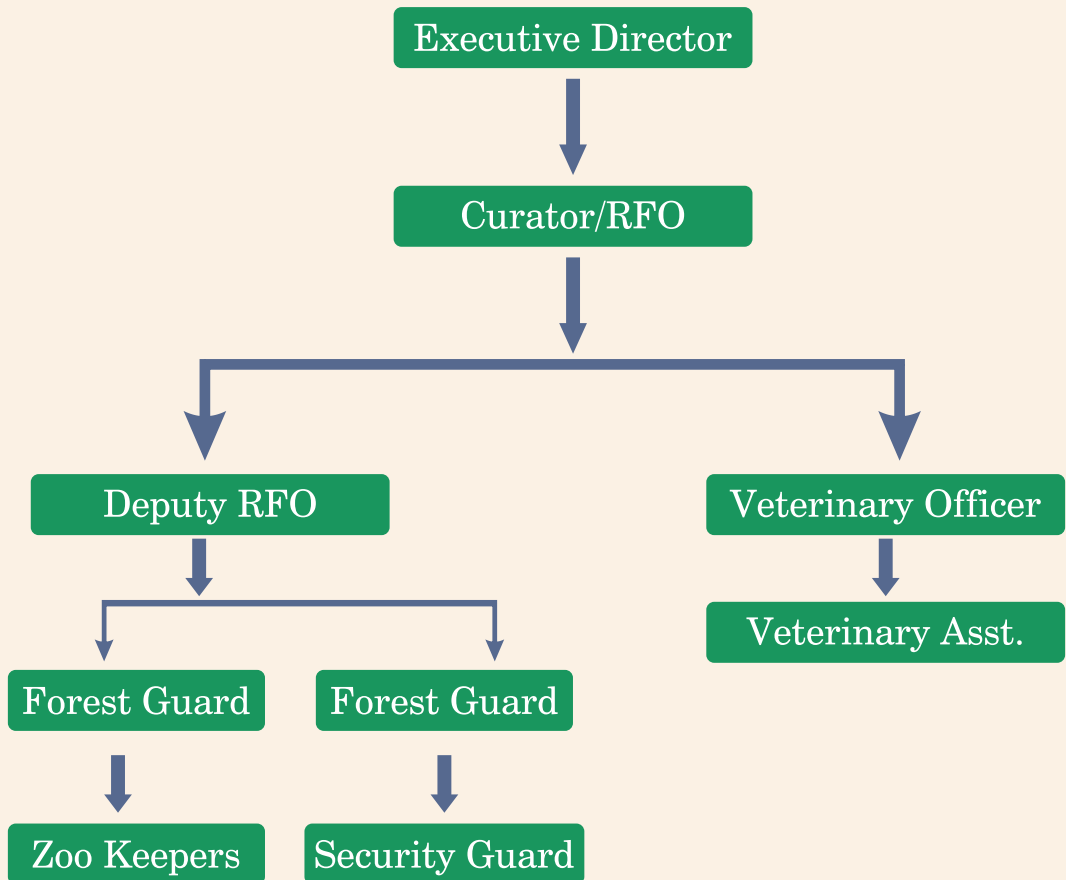 Executive Director
Curator/RFO
Deputy RFO
Veterinary Officer
Veterinary Asst.
Forest Guard
Forest Guard
Zoo Keepers
Security Guard